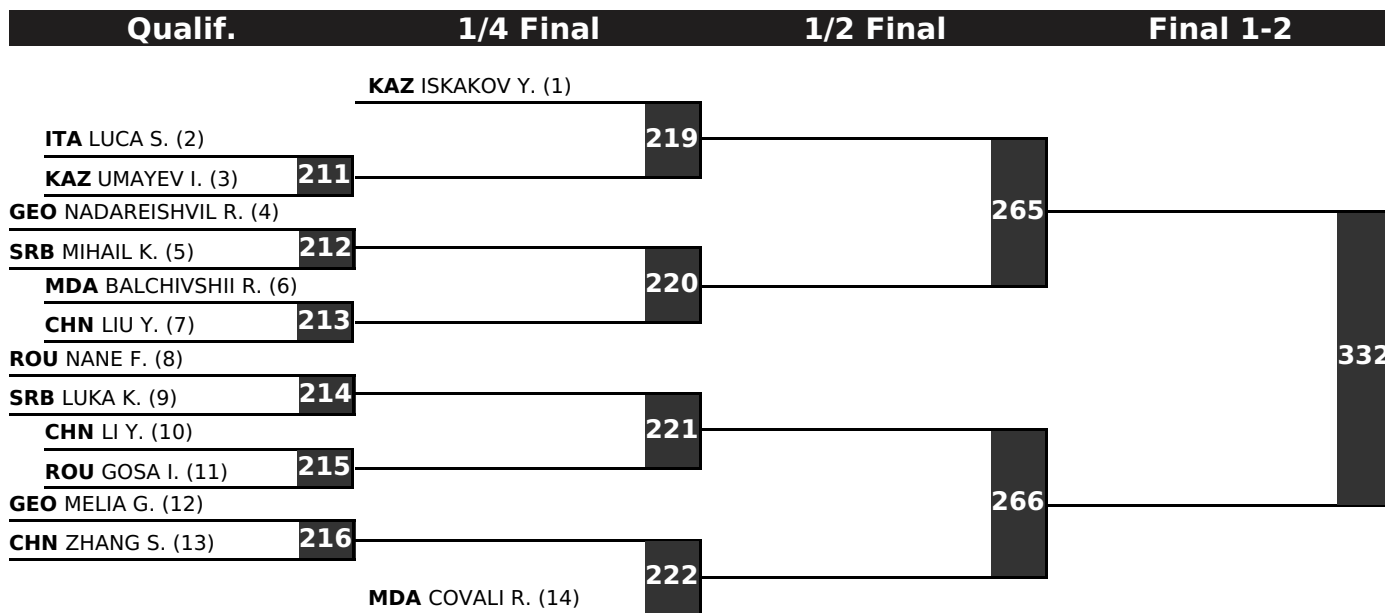 Qualif. 1/4 Final 1/2 Final Final 1-2
KAZ ISKAKOV Y. (1)
219
ITA LUCA S. (2)
211
KAZ UMAYEV I. (3)
265
GEO NADAREISHVIL R. (4)
212
SRB MIHAIL K. (5)
220
MDA BALCHIVSHII R. (6)
213
CHN LIU Y. (7)
332
ROU NANE F. (8)
214
SRB LUKA K. (9)
221
CHN LI Y. (10)
215
ROU GOSA I. (11)
266
GEO MELIA G. (12)
216
CHN ZHANG S. (13)
222
MDA COVALI R. (14)